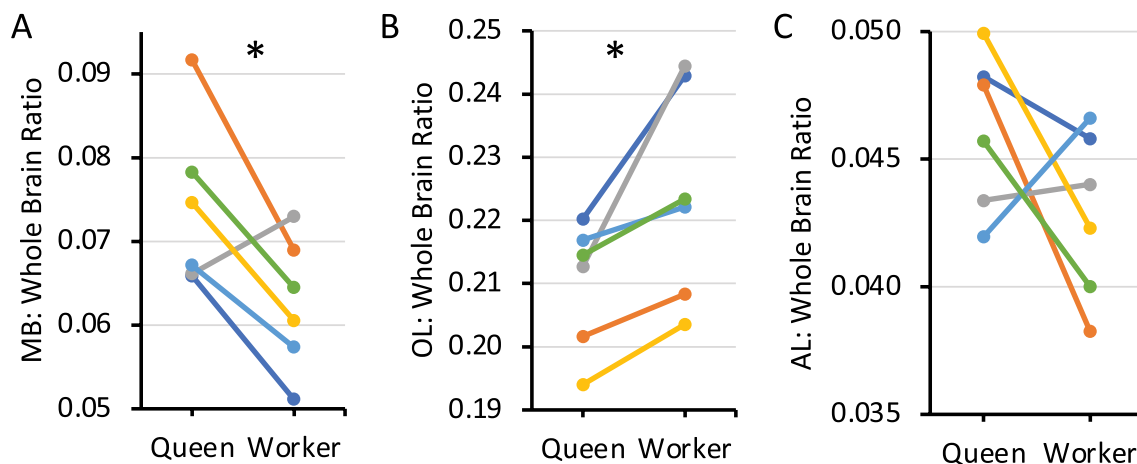 A
*
MB: Whole Brain Ratio
0.09
0.08
0.07
0.06
0.05
Queen Worker
B
*
OL: Whole Brain Ratio
0.25
0.24
0.23
0.22
0.21
0.20
0.19
Queen Worker
C
AL: Whole Brain Ratio
0.050
0.045
0.040
0.035
Queen Worker